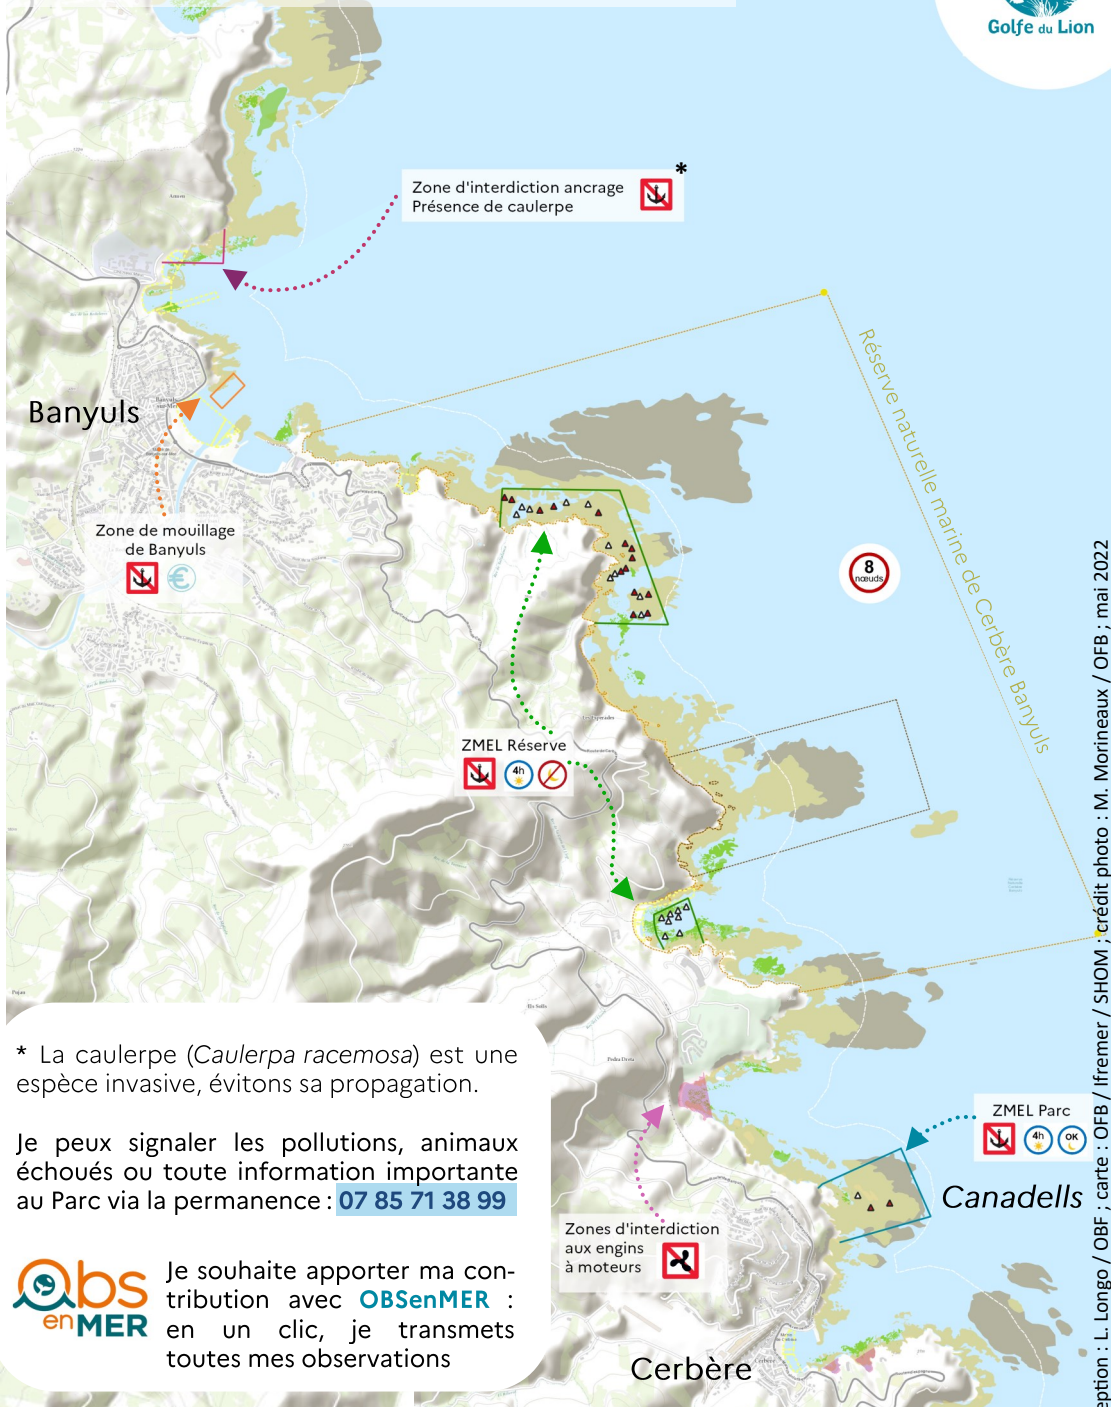 Golfe du Lion
Zone d'interdiction ancrage
Présence de caulerpe
*
Réserve naturelle marine de Cerbère Banyuls
Banyuls
Zone de mouillage
de Banyuls
€
8
nœuds
ZMEL Réserve
4h
* La caulerpe (Caulerpa racemosa) est une
espèce invasive, évitons sa propagation.
Je peux signaler les pollutions, animaux
échoués ou toute information importante
au Parc via la permanence : 07 85 71 38 99
Obs
enMER
Je souhaite apporter ma con-
tribution avec OBSenMER :
en un clic, je transmets
toutes mes observations
ZMEL Parc
4h
OK
Canadells
Zones d'interdiction
aux engins
à moteurs
Cerbère
eption : L. Longo / OBF ; carte : OFB / Ifremer / SHOM ; crédit photo : M. Morineaux / OFB ; mai 2022